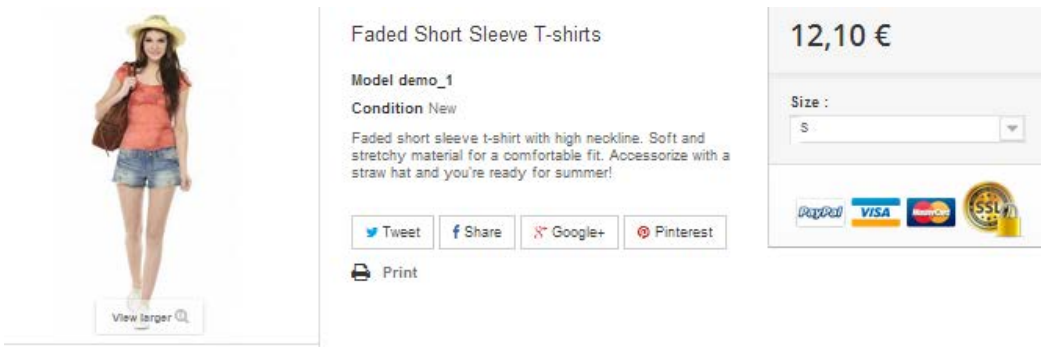 Faded Short Sleeve T-shirts
Model demo_1
Condition New
Faded short sleeve t-shirt with high neckline. Soft and
stretchy material for a comfortable fit. Accessorize with a
straw hat and you're ready for summer!
Tweet
Share
Google+
Pinterest
Print
View larger
12,10 €
Size :
S
PayPal
VISA
MasterCard
SSL